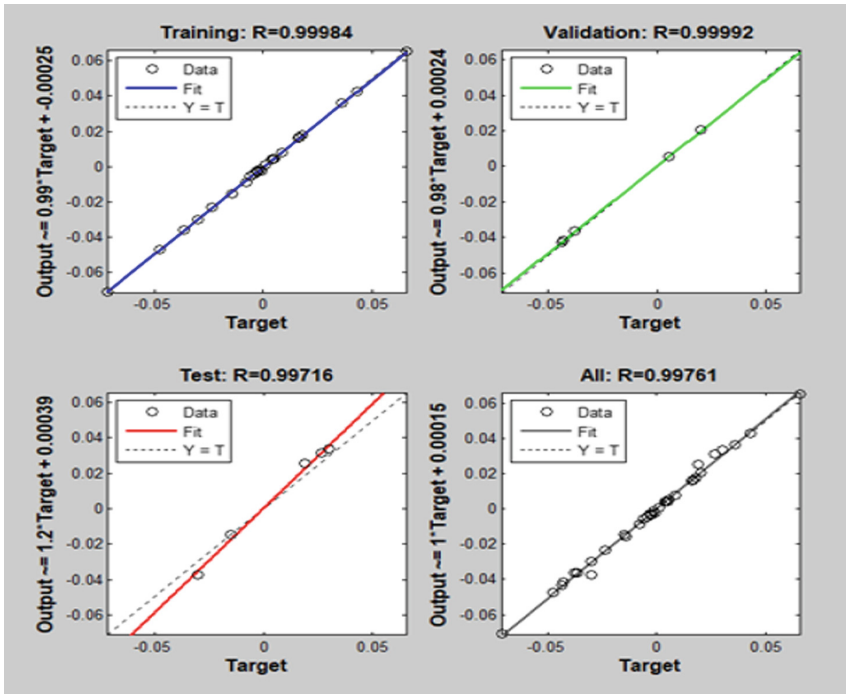 Training: R=0.99984
Output ~= 0.99*Target + -0.00025
0.06
0.04
0.02
0
-0.02
-0.04
-0.06
Data
Fit
Y = T
-0.05 0 0.05
Target
Validation: R=0.99992
Output ~= 0.98*Target + 0.00024
0.06
0.04
0.02
0
-0.02
-0.04
-0.06
Data
Fit
Y = T
-0.05 0 0.05
Target
Test: R=0.99716
Output ~= 1.2*Target + 0.00039
0.06
0.04
0.02
0
-0.02
-0.04
-0.06
Data
Fit
Y = T
-0.05 0 0.05
Target
All: R=0.99761
Output ~= 1*Target + 0.00015
0.06
0.04
0.02
0
-0.02
-0.04
-0.06
Data
Fit
Y = T
-0.05 0 0.05
Target